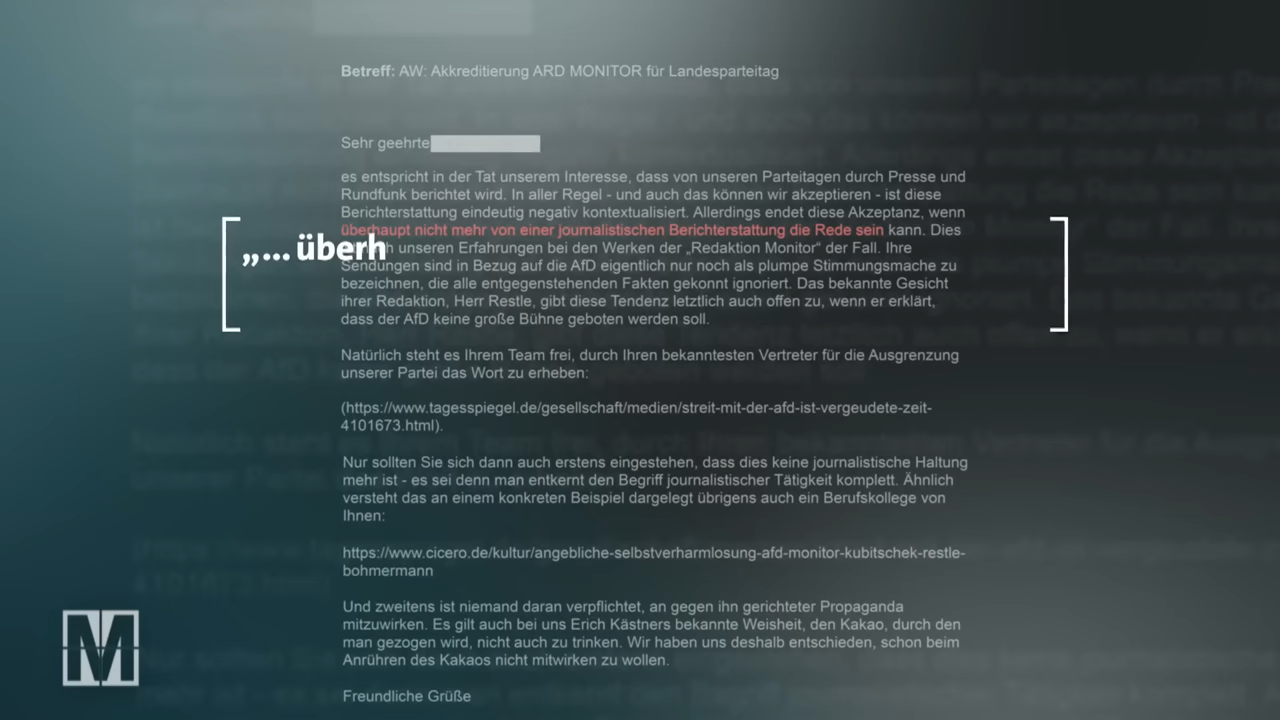 Betreff: AW: Akkreditierung ARD MONITOR für Landesparteitag
Sehr geehrte
es entspricht in der Tat unserem Interesse, dass von unseren Parteitagen durch Presse und
Rundfunk berichtet wird. In aller Regel - und auch das können wir akzeptieren - ist diese
Berichterstattung eindeutig negativ kontextualisiert. Allerdings endet diese Akzeptanz, wenn
überhaupt nicht mehr von einer journalistischen Berichterstattung die Rede sein kann. Dies
„... überh
unseren Erfahrungen bei den Werken der „Redaktion Monitor“ der Fall. Ihre
Sendungen sind in Bezug auf die AfD eigentlich nur noch als plumpe Stimmungsmache zu
bezeichnen, die alle entgegenstehenden Fakten gekonnt ignoriert. Das bekannte Gesicht
ihrer Redaktion, Herr Restle, gibt diese Tendenz letztlich auch offen zu, wenn er erklärt,
dass der AfD keine große Bühne geboten werden soll.
Natürlich steht es Ihrem Team frei, durch Ihren bekanntesten Vertreter für die Ausgrenzung
unserer Partei das Wort zu erheben:
(https://www.tagesspiegel.de/gesellschaft/medien/streit-mit-der-afd-ist-vergeudete-zeit-
4101673.html).
Nur sollten Sie sich dann auch erstens eingestehen, dass dies keine journalistische Haltung
mehr ist - es sei denn man entkernt den Begriff journalistischer Tätigkeit komplett. Ähnlich
versteht das an einem konkreten Beispiel dargelegt übrigens auch ein Berufskollege von
Ihnen:
https://www.cicero.de/kultur/angebliche-selbstverharmlosung-afd-monitor-kubitschek-restle-
bohmermann
Und zweitens ist niemand daran verpflichtet, an gegen ihn gerichteter Propaganda
mitzuwirken. Es gilt auch bei uns Erich Kästners bekannte Weisheit, den Kakao, durch den
man gezogen wird, nicht auch zu trinken. Wir haben uns deshalb entschieden, schon beim
Anrühren des Kakaos nicht mitwirken zu wollen.
Freundliche Grüße
M